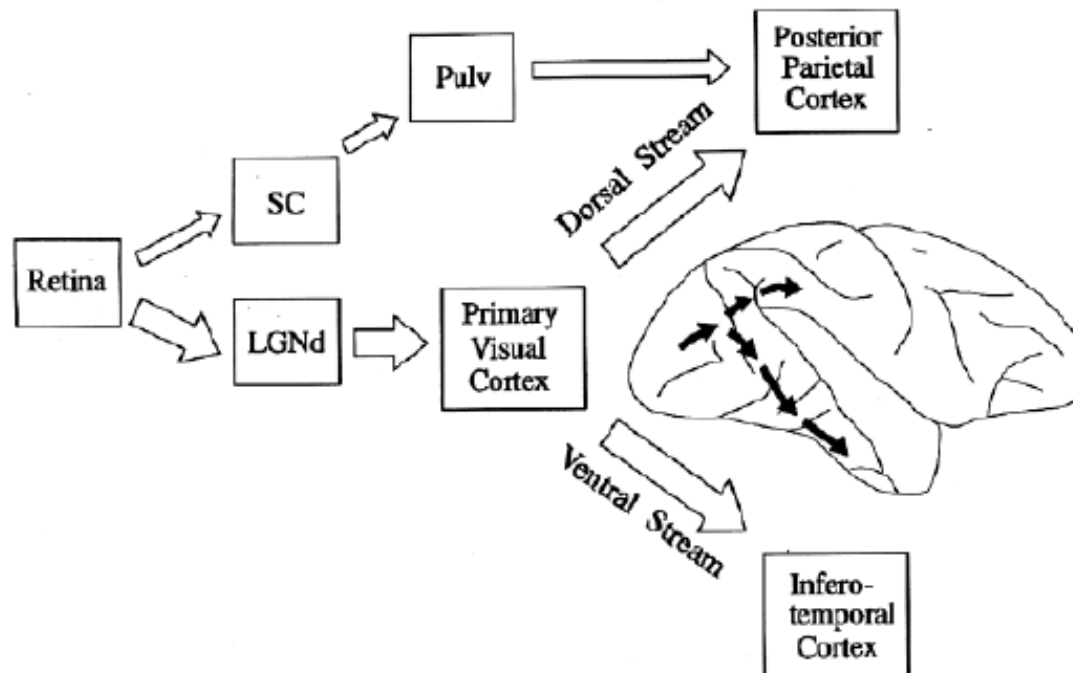 Pulv
Posterior
Parietal
Cortex
SC
Dorsal Stream
Retina
LGNd
Primary
Visual
Cortex
Ventral Stream
Infero-
temporal
Cortex